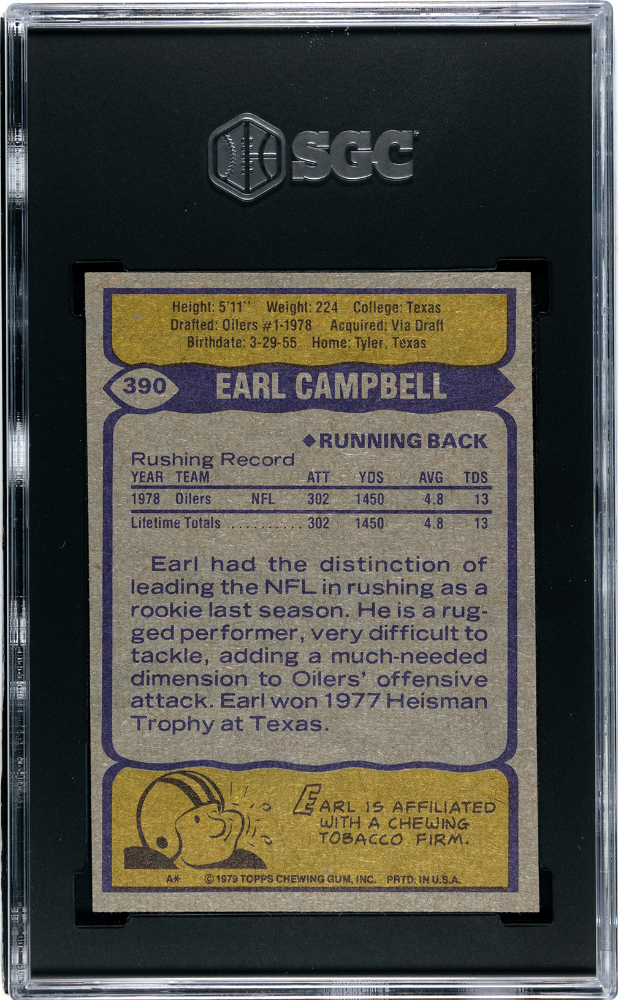 SGC
Height: 5'11" Weight: 224 College: Texas
Drafted: Oilers #1-1978 Acquired: Via Draft
Birthdate: 3-29-55 Home: Tyler, Texas
390 EARL CAMPBELL
◆RUNNING BACK
Rushing Record
YEAR TEAM ATT YDS AVG TDS
1978 Oilers NFL 302 1450 4.8 13
Lifetime Totals .......... 302 1450 4.8 13
Earl had the distinction of
leading the NFL in rushing as a
rookie last season. He is a rug-
ged performer, very difficult to
tackle, adding a much-needed
dimension to Oilers' offensive
attack. Earl won 1977 Heisman
Trophy at Texas.
EARL IS AFFILIATED
WITH A CHEWING
TOBACCO FIRM.
A* © 1979 TOPPS CHEWING GUM, INC. PRTD. IN U.S.A.